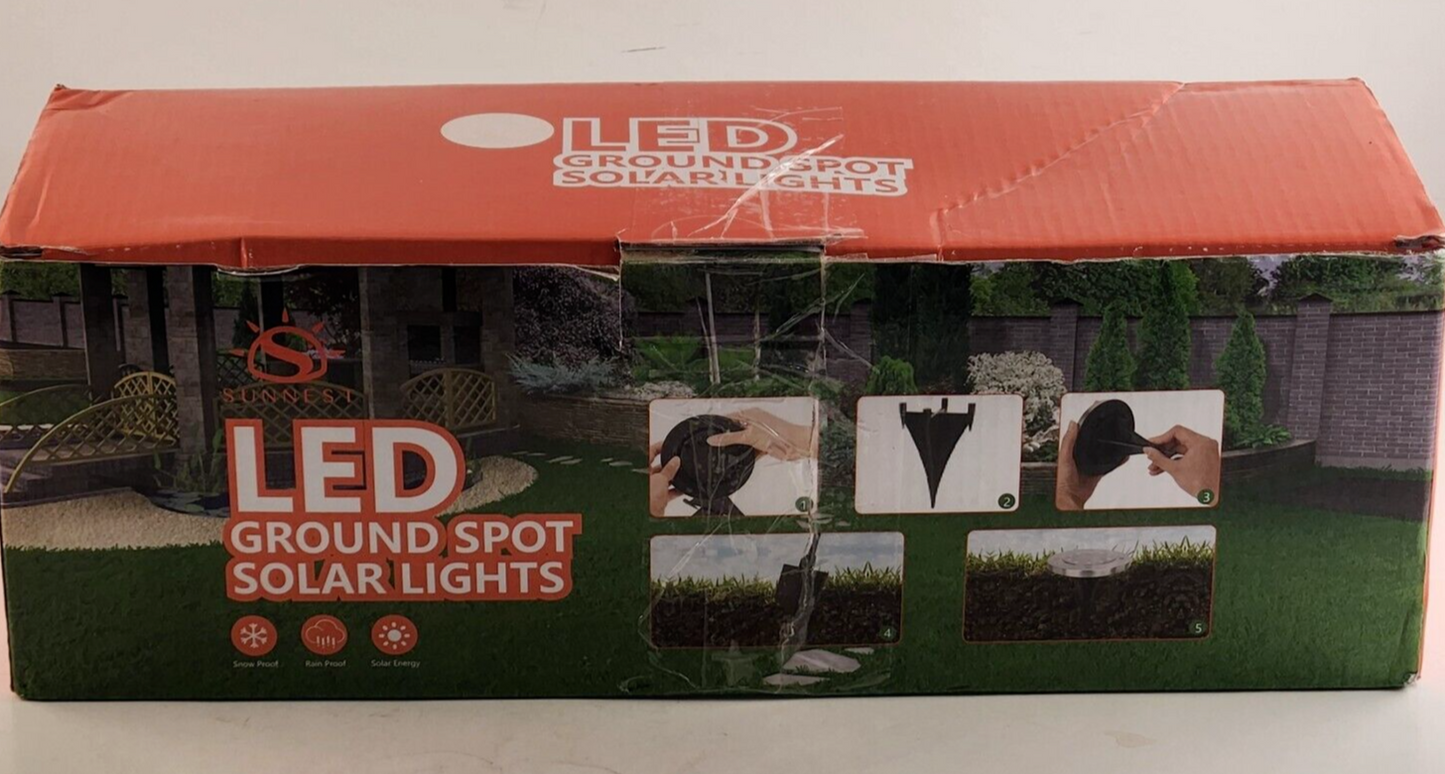 LED
GROUND SPOT
SOLAR LIGHTS
SUNNEST
LED
GROUND SPOT
SOLAR LIGHTS
Snow Proof
Rain Proof
Solar Energy
1
2
3
4
5